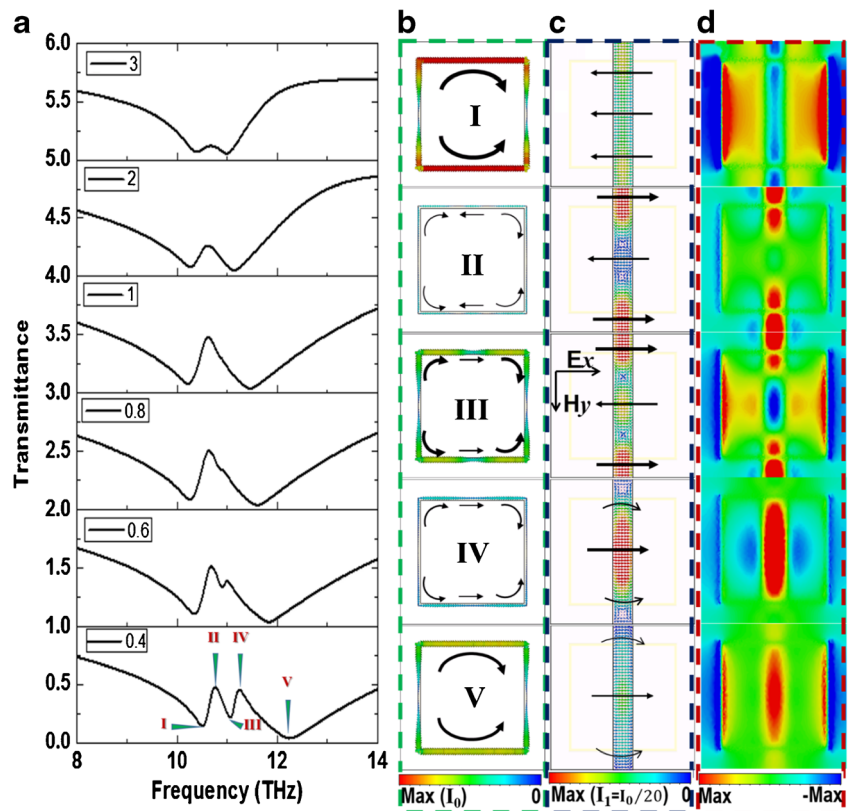 a
b
c
d
Transmittance
6.0
5.5
5.0
3
4.5
4.0
2
3.5
3.0
1
2.5
2.0
0.8
1.5
1.0
0.6
0.5
0.0
0.4
I
II
III
IV
V
8 10 12 14
Frequency (THz)
I
II
III
IV
V
Ex
Hy
Max (I0) 0
Max (I1=I0/20) 0
Max -Max